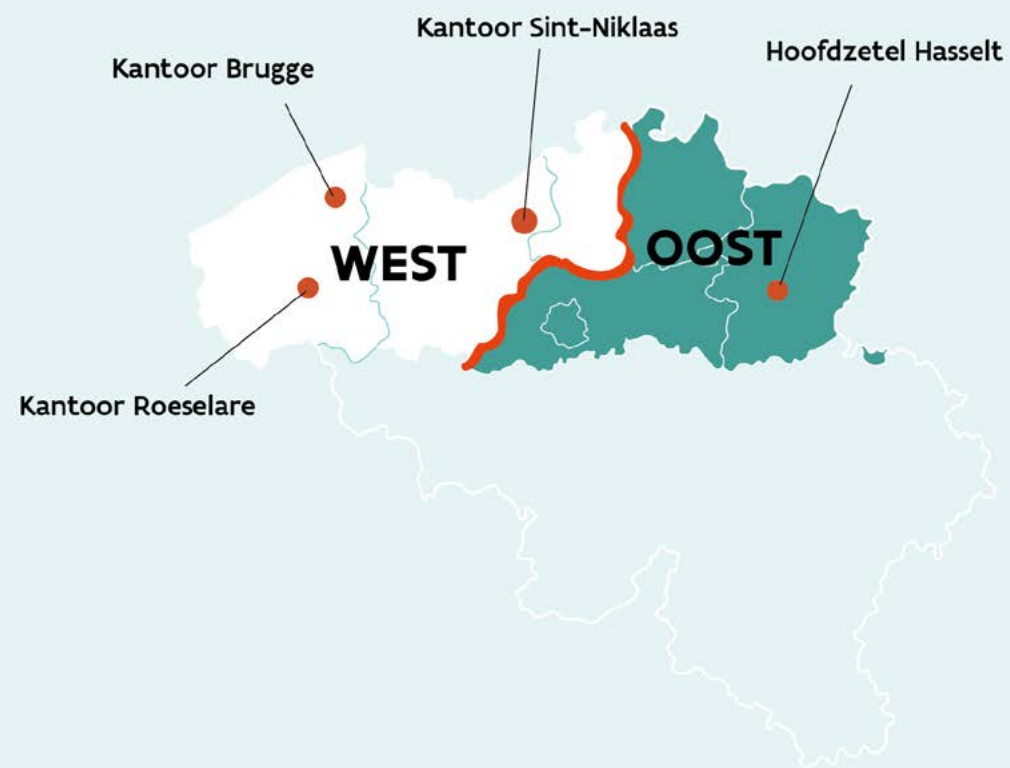 Kantoor Sint-Niklaas
Hoofdzetel Hasselt
Kantoor Brugge
WEST
OOST
Kantoor Roeselare